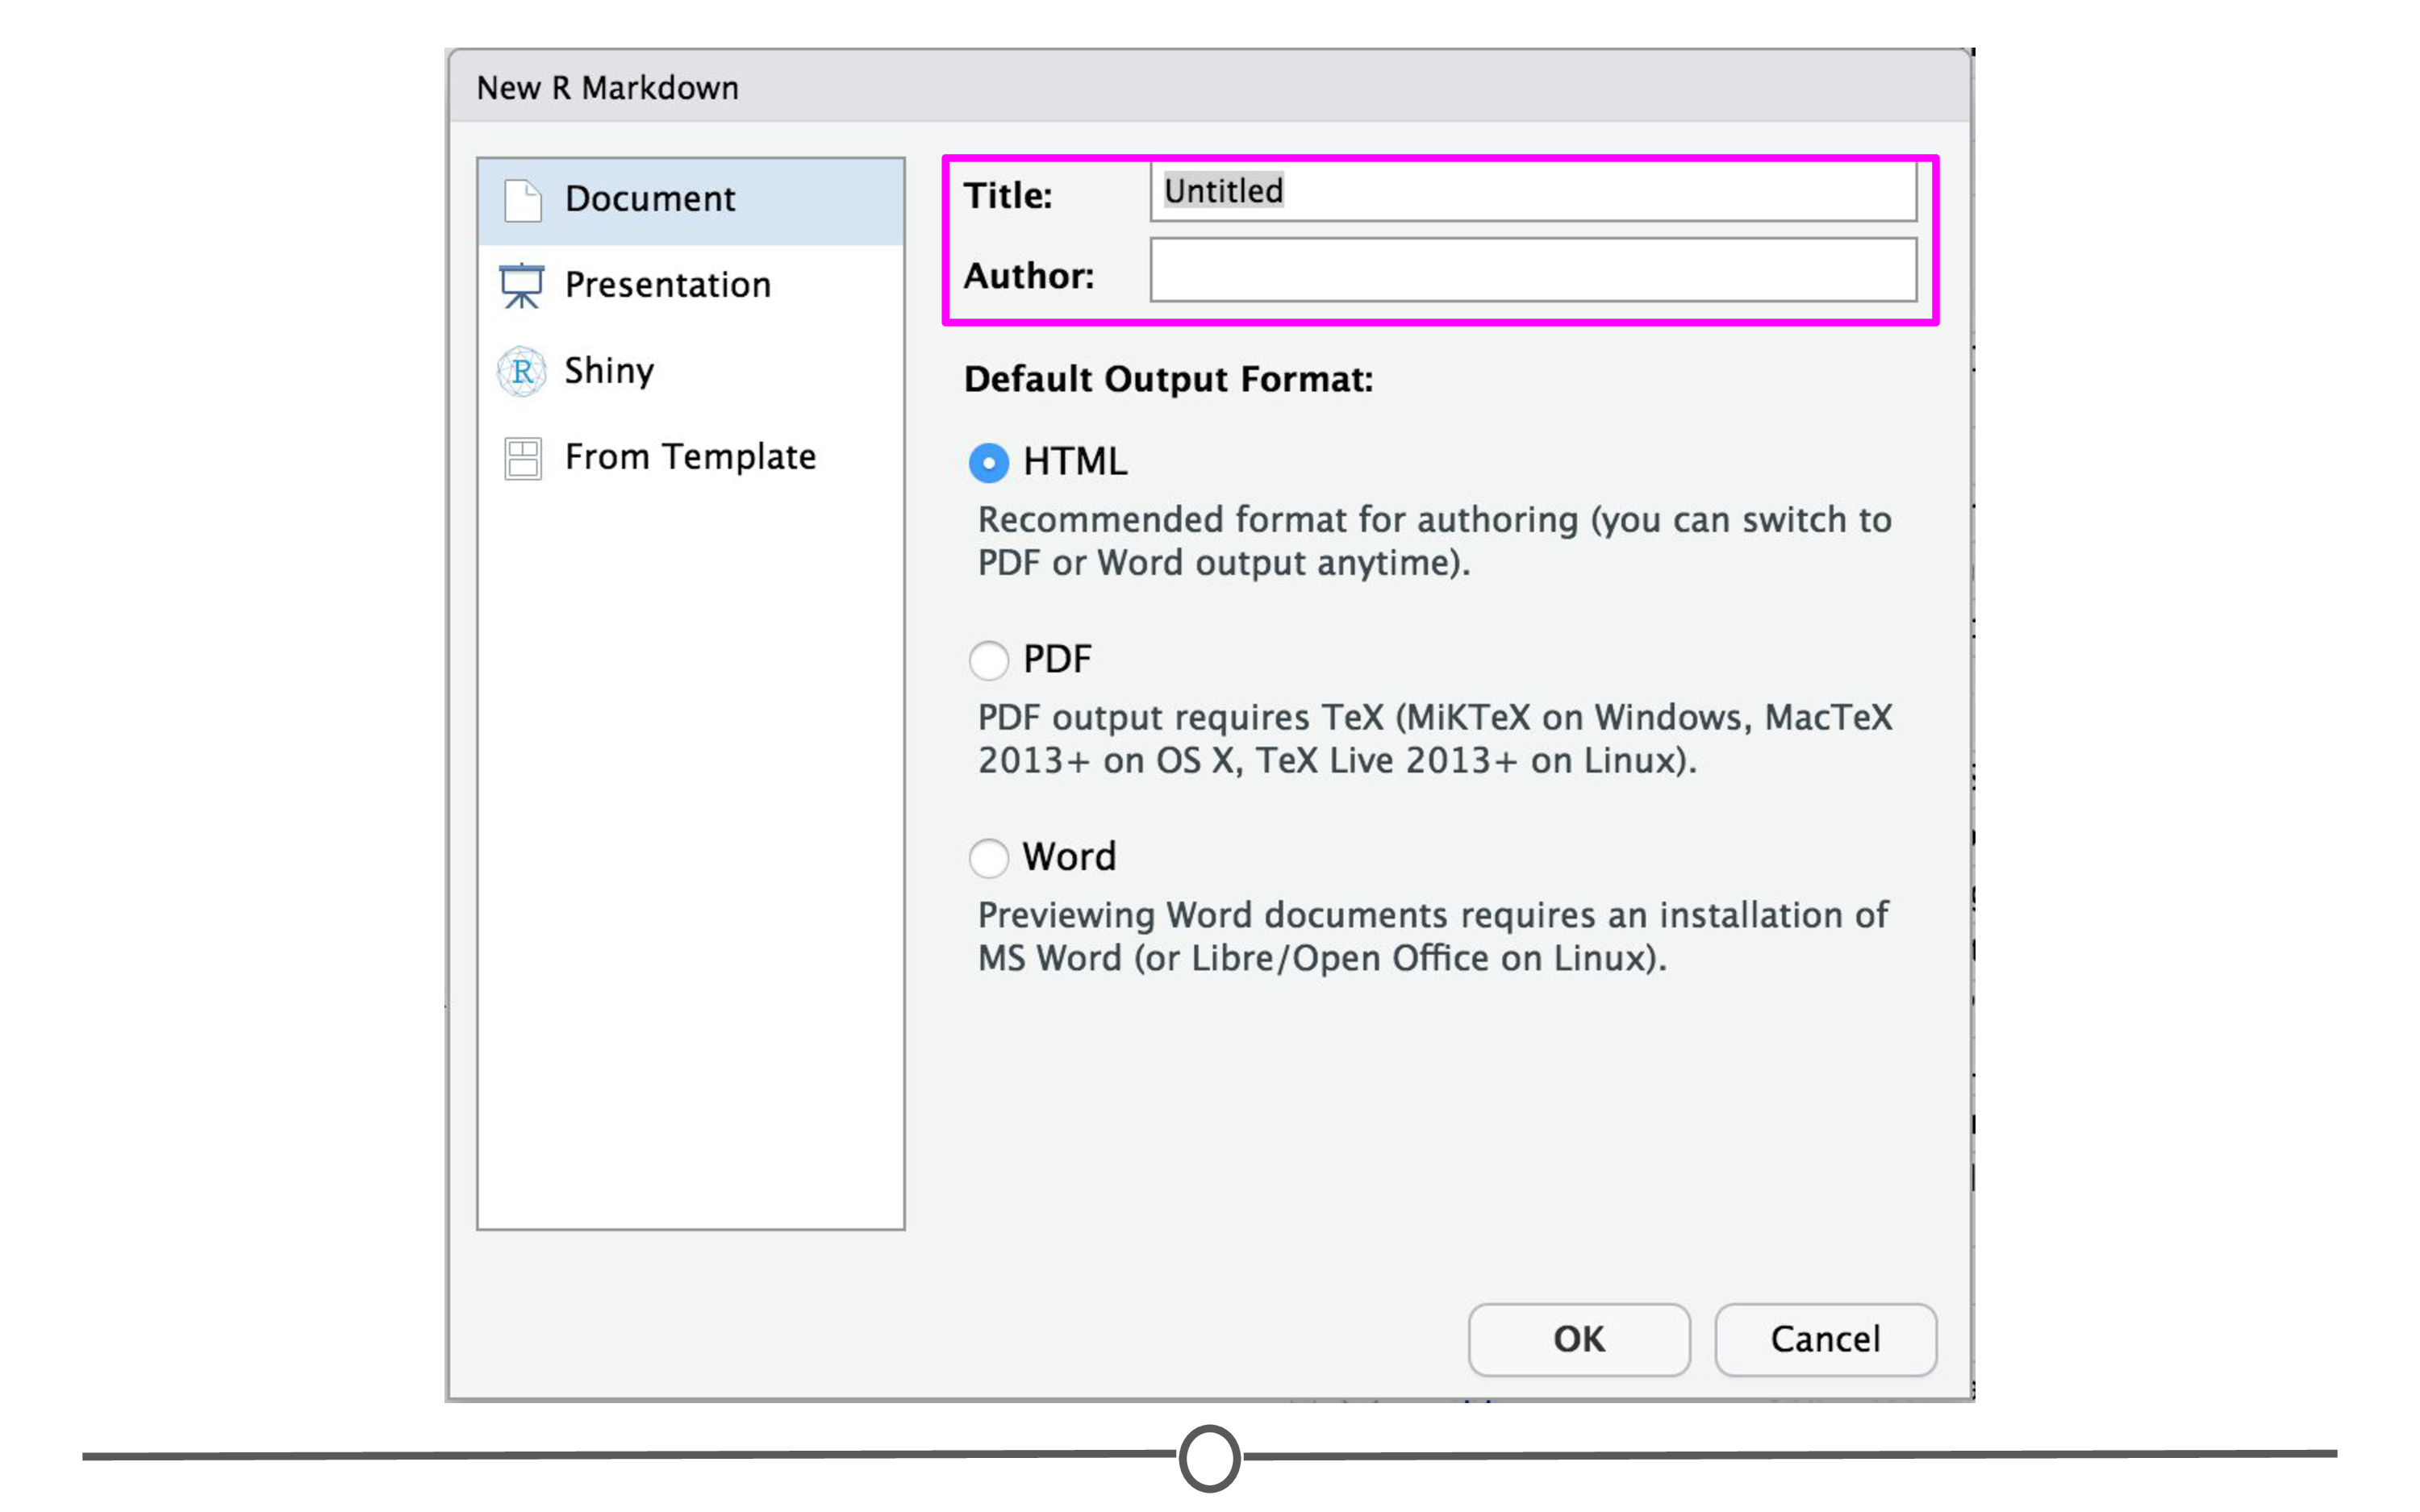 New R Markdown
Document
Presentation
R Shiny
From Template
Title: Untitled
Author:
Default Output Format:
HTML
Recommended format for authoring (you can switch to
PDF or Word output anytime).
PDF
PDF output requires TeX (MiKTeX on Windows, MacTeX
2013+ on OS X, TeX Live 2013+ on Linux).
Word
Previewing Word documents requires an installation of
MS Word (or Libre/Open Office on Linux).
OK Cancel